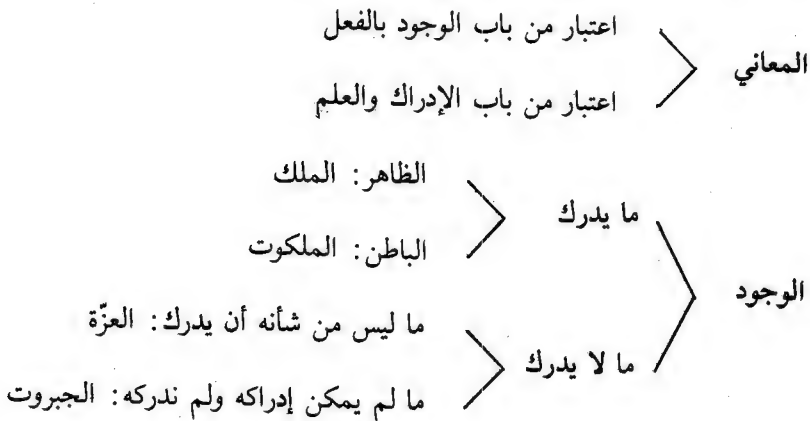 اعتبار من باب الوجود بالفعل
المعاني
اعتبار من باب الإدراك والعلم
الظاهر: الملك
ما يدرك
الباطن: الملكوت
الوجود
ما ليس من شأنه أن يدرك: العزّة
ما لا يدرك
ما لم يمكن إدراكه ولم ندركه: الجبروت